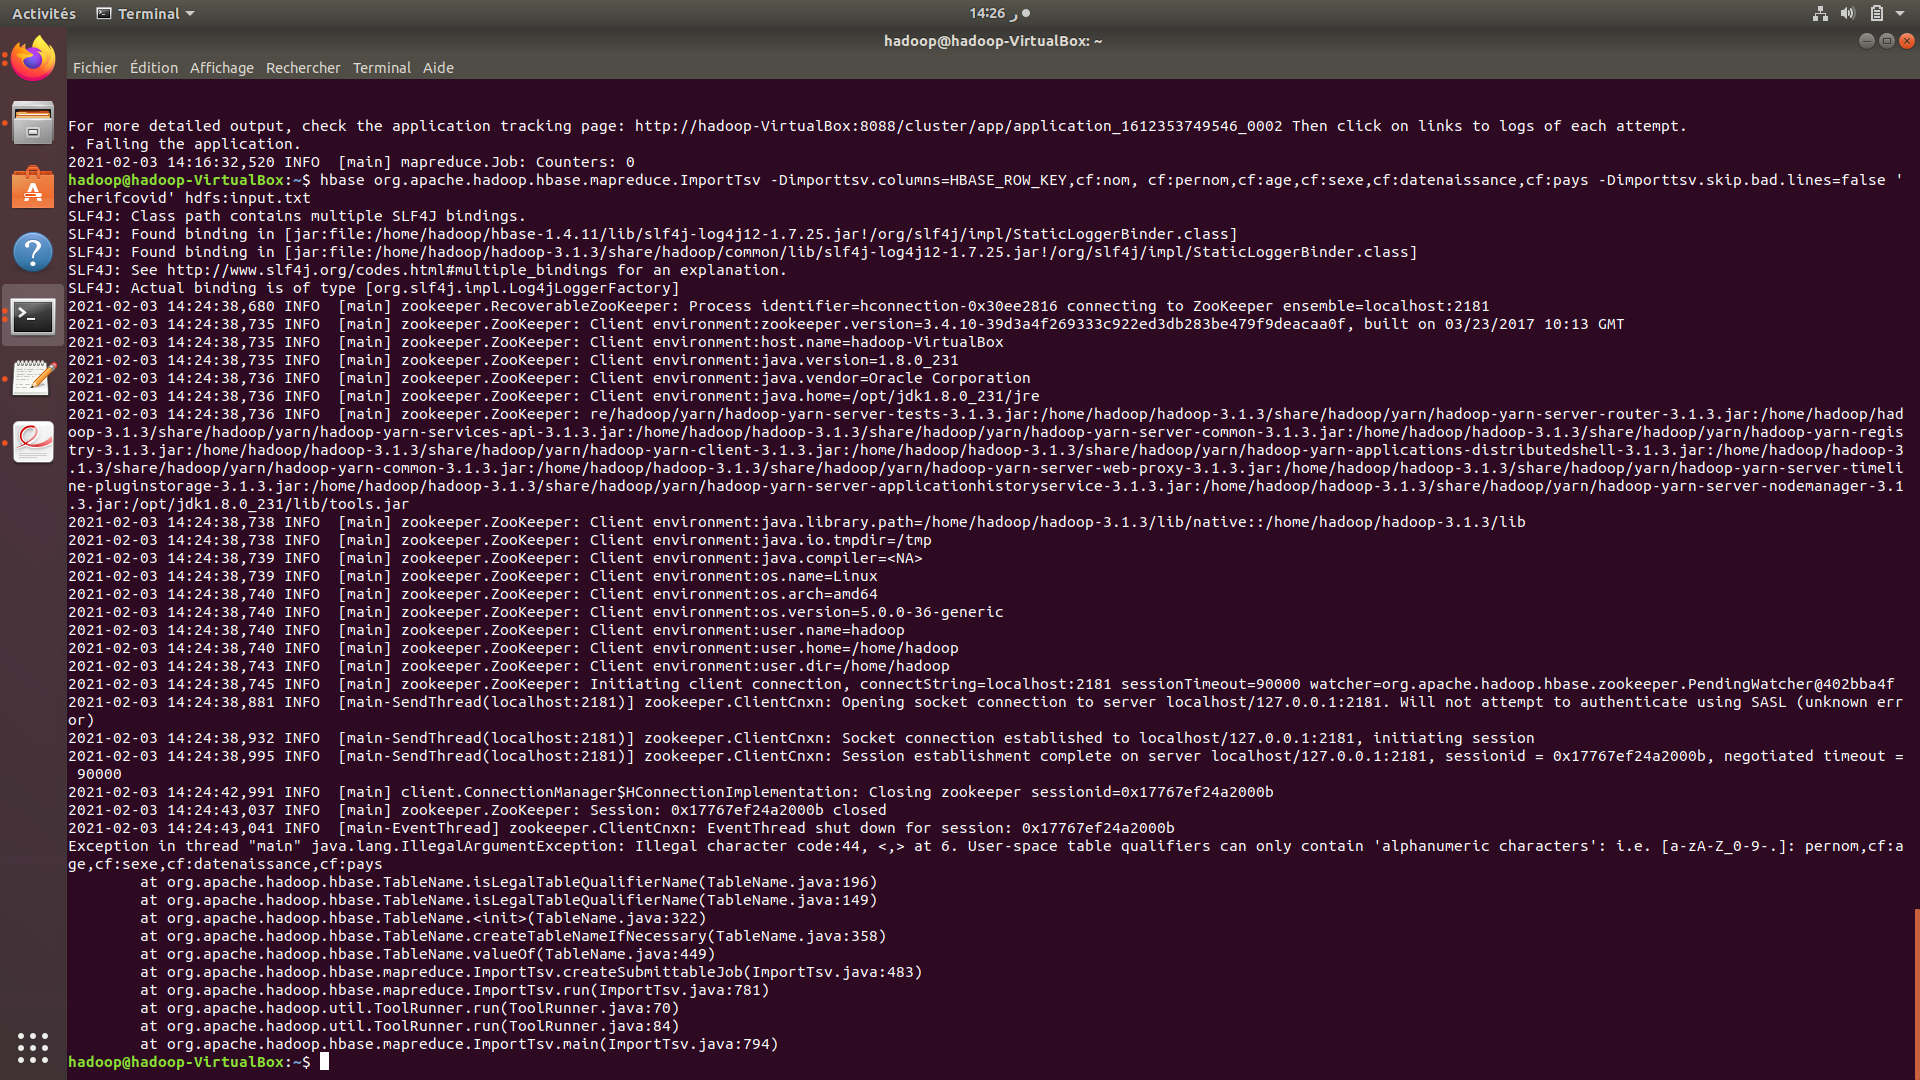 Activités
Terminal
14:26 ر
hadoop@hadoop-VirtualBox: ~
Fichier Édition Affichage Rechercher Terminal Aide
For more detailed output, check the application tracking page: http://hadoop-VirtualBox:8088/cluster/app/application_1612353749546_0002 Then click on links to logs of each attempt.
. Failing the application.
2021-02-03 14:16:32,520 INFO  [main] mapreduce.Job: Counters: 0
hadoop@hadoop-VirtualBox:~$ hbase org.apache.hadoop.hbase.mapreduce.ImportTsv -Dimporttsv.columns=HBASE_ROW_KEY,cf:nom, cf:pernom,cf:age,cf:sexe,cf:datenaissance,cf:pays -Dimporttsv.skip.bad.lines=false '
cherifcovid' hdfs:input.txt
SLF4J: Class path contains multiple SLF4J bindings.
SLF4J: Found binding in [jar:file:/home/hadoop/hbase-1.4.11/lib/slf4j-log4j12-1.7.25.jar!/org/slf4j/impl/StaticLoggerBinder.class]
SLF4J: Found binding in [jar:file:/home/hadoop/hadoop-3.1.3/share/hadoop/common/lib/slf4j-log4j12-1.7.25.jar!/org/slf4j/impl/StaticLoggerBinder.class]
SLF4J: See http://www.slf4j.org/codes.html#multiple_bindings for an explanation.
SLF4J: Actual binding is of type [org.slf4j.impl.Log4jLoggerFactory]
2021-02-03 14:24:38,680 INFO  [main] zookeeper.RecoverableZooKeeper: Process identifier=hconnection-0x30ee2816 connecting to ZooKeeper ensemble=localhost:2181
2021-02-03 14:24:38,735 INFO  [main] zookeeper.ZooKeeper: Client environment:zookeeper.version=3.4.10-39d3a4f269333c922ed3db283be479f9deacaa0f, built on 03/23/2017 10:13 GMT
2021-02-03 14:24:38,735 INFO  [main] zookeeper.ZooKeeper: Client environment:host.name=hadoop-VirtualBox
2021-02-03 14:24:38,735 INFO  [main] zookeeper.ZooKeeper: Client environment:java.version=1.8.0_231
2021-02-03 14:24:38,736 INFO  [main] zookeeper.ZooKeeper: Client environment:java.vendor=Oracle Corporation
2021-02-03 14:24:38,736 INFO  [main] zookeeper.ZooKeeper: Client environment:java.home=/opt/jdk1.8.0_231/jre
2021-02-03 14:24:38,736 INFO  [main] zookeeper.ZooKeeper: re/hadoop/yarn/hadoop-yarn-server-tests-3.1.3.jar:/home/hadoop/hadoop-3.1.3/share/hadoop/yarn/hadoop-yarn-server-router-3.1.3.jar:/home/hadoop/had
oop-3.1.3/share/hadoop/yarn/hadoop-yarn-services-api-3.1.3.jar:/home/hadoop/hadoop-3.1.3/share/hadoop/yarn/hadoop-yarn-server-common-3.1.3.jar:/home/hadoop/hadoop-3.1.3/share/hadoop/yarn/hadoop-yarn-regis
try-3.1.3.jar:/home/hadoop/hadoop-3.1.3/share/hadoop/yarn/hadoop-yarn-client-3.1.3.jar:/home/hadoop/hadoop-3.1.3/share/hadoop/yarn/hadoop-yarn-applications-distributedshell-3.1.3.jar:/home/hadoop/hadoop-3
.1.3/share/hadoop/yarn/hadoop-yarn-common-3.1.3.jar:/home/hadoop/hadoop-3.1.3/share/hadoop/yarn/hadoop-yarn-server-web-proxy-3.1.3.jar:/home/hadoop/hadoop-3.1.3/share/hadoop/yarn/hadoop-yarn-server-timeli
ne-pluginstorage-3.1.3.jar:/home/hadoop/hadoop-3.1.3/share/hadoop/yarn/hadoop-yarn-server-applicationhistoryservice-3.1.3.jar:/home/hadoop/hadoop-3.1.3/share/hadoop/yarn/hadoop-yarn-server-nodemanager-3.1
.3.jar:/opt/jdk1.8.0_231/lib/tools.jar
2021-02-03 14:24:38,738 INFO  [main] zookeeper.ZooKeeper: Client environment:java.library.path=/home/hadoop/hadoop-3.1.3/lib/native::/home/hadoop/hadoop-3.1.3/lib
2021-02-03 14:24:38,738 INFO  [main] zookeeper.ZooKeeper: Client environment:java.io.tmpdir=/tmp
2021-02-03 14:24:38,739 INFO  [main] zookeeper.ZooKeeper: Client environment:java.compiler=<NA>
2021-02-03 14:24:38,739 INFO  [main] zookeeper.ZooKeeper: Client environment:os.name=Linux
2021-02-03 14:24:38,740 INFO  [main] zookeeper.ZooKeeper: Client environment:os.arch=amd64
2021-02-03 14:24:38,740 INFO  [main] zookeeper.ZooKeeper: Client environment:os.version=5.0.0-36-generic
2021-02-03 14:24:38,740 INFO  [main] zookeeper.ZooKeeper: Client environment:user.name=hadoop
2021-02-03 14:24:38,740 INFO  [main] zookeeper.ZooKeeper: Client environment:user.home=/home/hadoop
2021-02-03 14:24:38,743 INFO  [main] zookeeper.ZooKeeper: Client environment:user.dir=/home/hadoop
2021-02-03 14:24:38,745 INFO  [main] zookeeper.ZooKeeper: Initiating client connection, connectString=localhost:2181 sessionTimeout=90000 watcher=org.apache.hadoop.hbase.zookeeper.PendingWatcher@402bba4f
2021-02-03 14:24:38,881 INFO  [main-SendThread(localhost:2181)] zookeeper.ClientCnxn: Opening socket connection to server localhost/127.0.0.1:2181. Will not attempt to authenticate using SASL (unknown err
or)
2021-02-03 14:24:38,932 INFO  [main-SendThread(localhost:2181)] zookeeper.ClientCnxn: Socket connection established to localhost/127.0.0.1:2181, initiating session
2021-02-03 14:24:38,995 INFO  [main-SendThread(localhost:2181)] zookeeper.ClientCnxn: Session establishment complete on server localhost/127.0.0.1:2181, sessionid = 0x17767ef24a2000b, negotiated timeout =
 90000
2021-02-03 14:24:42,991 INFO  [main] client.ConnectionManager$HConnectionImplementation: Closing zookeeper sessionid=0x17767ef24a2000b
2021-02-03 14:24:43,037 INFO  [main] zookeeper.ZooKeeper: Session: 0x17767ef24a2000b closed
2021-02-03 14:24:43,041 INFO  [main-EventThread] zookeeper.ClientCnxn: EventThread shut down for session: 0x17767ef24a2000b
Exception in thread "main" java.lang.IllegalArgumentException: Illegal character code:44, <,> at 6. User-space table qualifiers can only contain 'alphanumeric characters': i.e. [a-zA-Z_0-9-.]: pernom,cf:a
ge,cf:sexe,cf:datenaissance,cf:pays
        at org.apache.hadoop.hbase.TableName.isLegalTableQualifierName(TableName.java:196)
        at org.apache.hadoop.hbase.TableName.isLegalTableQualifierName(TableName.java:149)
        at org.apache.hadoop.hbase.TableName.<init>(TableName.java:322)
        at org.apache.hadoop.hbase.TableName.createTableNameIfNecessary(TableName.java:358)
        at org.apache.hadoop.hbase.TableName.valueOf(TableName.java:449)
        at org.apache.hadoop.hbase.mapreduce.ImportTsv.createSubmittableJob(ImportTsv.java:483)
        at org.apache.hadoop.hbase.mapreduce.ImportTsv.run(ImportTsv.java:781)
        at org.apache.hadoop.util.ToolRunner.run(ToolRunner.java:70)
        at org.apache.hadoop.util.ToolRunner.run(ToolRunner.java:84)
        at org.apache.hadoop.hbase.mapreduce.ImportTsv.main(ImportTsv.java:794)
hadoop@hadoop-VirtualBox:~$